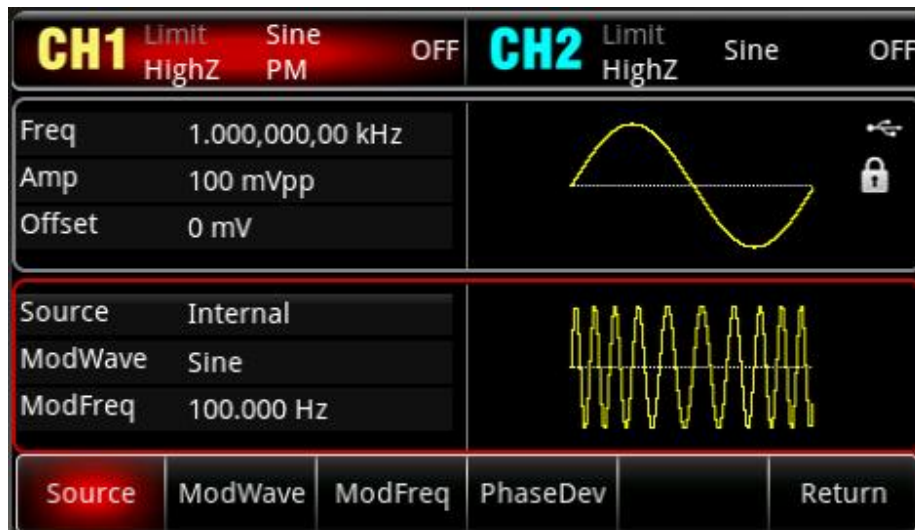 CH1 Limit Sine OFF CH2 Limit Sine OFF
HighZ PM HighZ
Freq 1.000,000,00 kHz
Amp 100 mVpp
Offset 0 mV
Source Internal
ModWave Sine
ModFreq 100.000 Hz
Source ModWave ModFreq PhaseDev Return